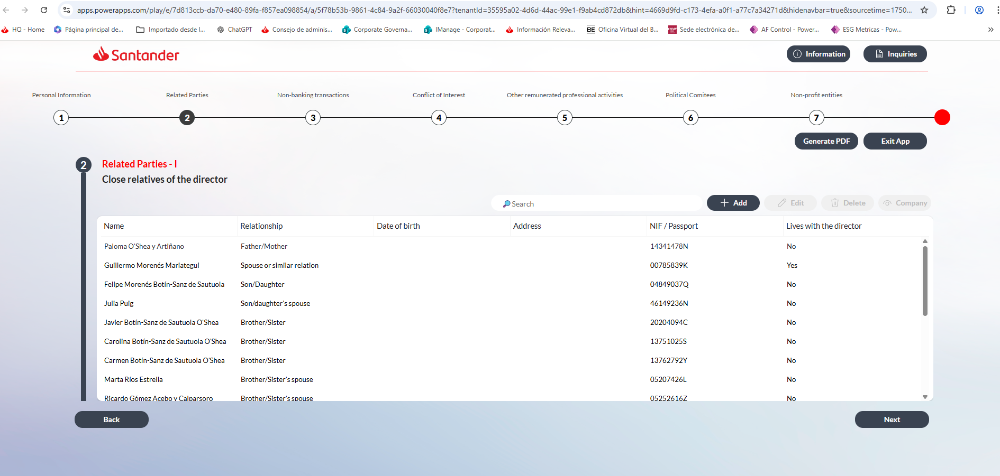 apps.powerapps.com/play/e/7d813ccb-da70-e480-89fa-f857ea098854/a/5f78b53b-9861-4c84-9a2f-66030040f8e7?tenantId=35595a02-4d6d-44ac-99e1-f9ab4cd872db&hint=4669d9fd-c173-4efa-a0f1-a77c7a34271d&hidenavbar=true&sourcetime=1750...
HQ - Home Página principal de... Importado desde I... ChatGPT Consejo de adminis... Corporate Governa... IManage - Corporat... Información Releva... BE Oficina Virtual del B... CNMV Sede electrónica de... AF Control - Power... ESG Metricas - Pow...
Santander Information Inquiries
Personal Information Related Parties Non-banking transactions Conflict of Interest Other remunerated professional activities Political Comitees Non-profit entities
1 2 3 4 5 6 7
Generate PDF Exit App
2 Related Parties - I
Close relatives of the director
Search Add Edit Delete Company
Name Relationship Date of birth Address NIF / Passport Lives with the director
Paloma O'Shea y Artiñano Father/Mother 14341478N No
Guillermo Morenés Mariategui Spouse or similar relation 00785839K Yes
Felipe Morenés Botín-Sanz de Sautuola Son/Daughter 04849037Q No
Julia Puig Son/daughter's spouse 46149236N No
Javier Botín-Sanz de Sautuola O'Shea Brother/Sister 20204094C No
Carolina Botín-Sanz de Sautuola O'Shea Brother/Sister 13751025S No
Carmen Botín-Sanz de Sautuola O'Shea Brother/Sister 13762792Y No
Marta Ríos Estrella Brother/Sister's spouse 05207426L No
Ricardo Gómez Acebo y Calparsoro Brother/Sister's spouse 05252616Z No
Back Next